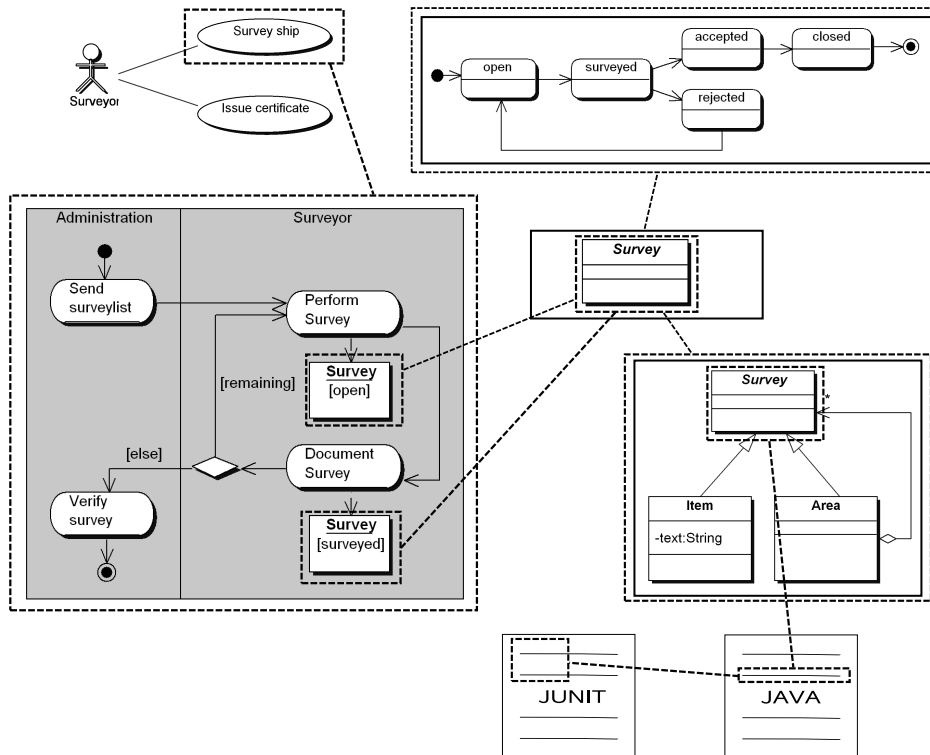 Survey ship
Surveyor
Issue certificate
open
surveyed
accepted
closed
rejected
Administration
Surveyor
Send
surveylist
Perform
Survey
Survey
[open]
[remaining]
[else]
Document
Survey
Verify
survey
Survey
[surveyed]
Survey
Survey
*
Item
-text:String
Area
JUNIT
JAVA